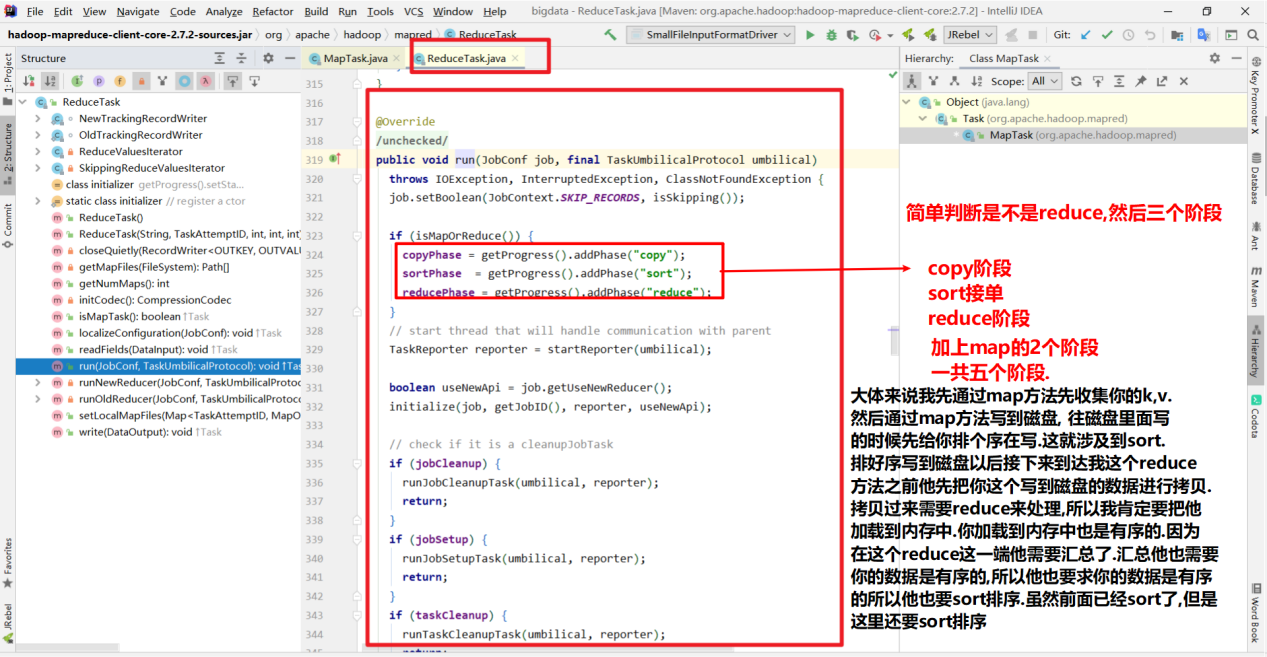 File Edit View Navigate Code Analyze Refactor Build Run Tools VCS Window Help bigdata - ReduceTask.java [Maven: org.apache.hadoop:hadoop-mapreduce-client-core:2.7.2] - IntelliJ IDEA
hadoop-mapreduce-client-core-2.7.2-sources.jar org apache hadoop mapred ReduceTask SmallFileInputFormatDriver JRebel Git:
Structure
MapTask.java
ReduceTask.java
Hierarchy: Class MapTask
Scope: All
1: Project
2: Structure
Commit
Favorites
JRebel
ReduceTask
NewTrackingRecordWriter
OldTrackingRecordWriter
ReduceValuesIterator
SkippingReduceValuesIterator
class initializer getProgress().setSta...
static class initializer // register a ctor
ReduceTask()
ReduceTask(String, TaskAttemptID, int, int, int)
closeQuietly(RecordWriter<OUTKEY, OUTVALU
getMapFiles(FileSystem): Path[]
getNumMaps(): int
initCodec(): CompressionCodec
isMapTask(): boolean ↑Task
localizeConfiguration(JobConf): void ↑Task
readFields(DataInput): void ↑Task
run(JobConf, TaskUmbilicalProtocol): void ↑Tas
runNewReducer(JobConf, TaskUmbilicalProtoc
runOldReducer(JobConf, TaskUmbilicalProtoc
setLocalMapFiles(Map<TaskAttemptID, MapO
write(DataOutput): void ↑Task
315 }
316
317 @Override
318 /unchecked/
319 public void run(JobConf job, final TaskUmbilicalProtocol umbilical)
320 throws IOException, InterruptedException, ClassNotFoundException {
321 job.setBoolean(JobContext.SKIP_RECORDS, isSkipping());
322
323 if (isMapOrReduce()) {
324 copyPhase = getProgress().addPhase("copy");
325 sortPhase  = getProgress().addPhase("sort");
326 reducePhase = getProgress().addPhase("reduce");
327 }
328 // start thread that will handle communication with parent
329 TaskReporter reporter = startReporter(umbilical);
330
331 boolean useNewApi = job.getUseNewReducer();
332 initialize(job, getJobID(), reporter, useNewApi);
333
334 // check if it is a cleanupJobTask
335 if (jobCleanup) {
336 runJobCleanupTask(umbilical, reporter);
337 return;
338 }
339 if (jobSetup) {
340 runJobSetupTask(umbilical, reporter);
341 return;
342 }
343 if (taskCleanup) {
344 runTaskCleanupTask(umbilical, reporter);
345 return;
Object (java.lang)
Task (org.apache.hadoop.mapred)
MapTask (org.apache.hadoop.mapred)
简单判断是不是reduce,然后三个阶段
copy阶段
sort接单
reduce阶段
加上map的2个阶段
一共五个阶段.
大体来说我先通过map方法先收集你的k,v.
然后通过map方法写到磁盘, 往磁盘里面写
的时候先给你排个序在写.这就涉及到sort.
排好序写到磁盘以后接下来到达我这个reduce
方法之前他先把你这个写到磁盘的数据进行拷贝.
拷贝过来需要reduce来处理,所以我肯定要把他
加载到内存中.你加载到内存中也是有序的.因为
在这个reduce这一端他需要汇总了.汇总他也需要
你的数据是有序的,所以他也要求你的数据是有序
的所以他也要sort排序.虽然前面已经sort了,但是
这里还要sort排序
Key Promoter X
Database
Ant
Maven
Hierarchy
Codota
Word Book